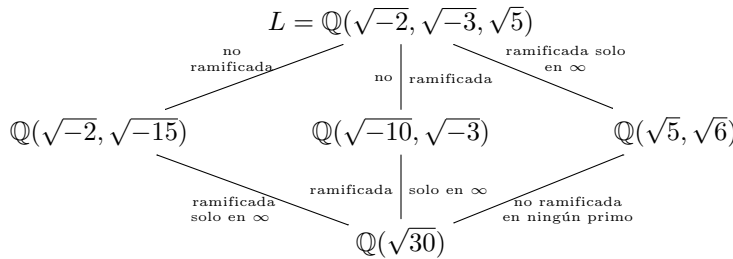 L = ℚ(√−2, √−3, √5)
no
ramificada
no ramificada
ramificada solo
en ∞
ℚ(√−2, √−15)
ℚ(√−10, √−3)
ℚ(√5, √6)
ramificada
solo en ∞
ramificada solo en ∞
no ramificada
en ningún primo
ℚ(√30)